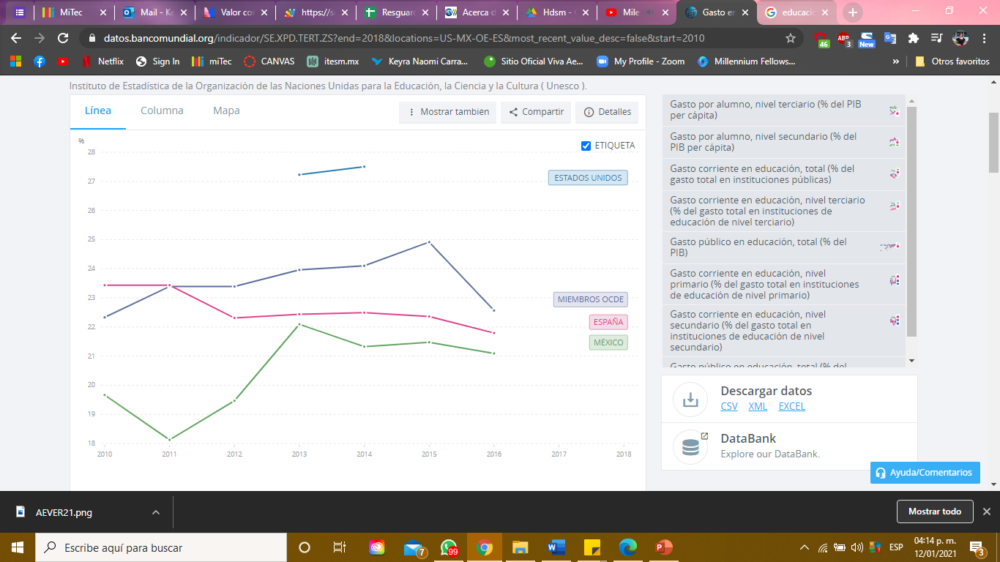 MiTec
Mail - Ke
Valor co
https://s
Resguar
Acerca d
Hdsm - 
Mile
Gasto er
educaci
datos.bancomundial.org/indicador/SE.XPD.TERT.ZS?end=2018&locations=US-MX-OE-ES&most_recent_value_desc=false&start=2010
46
ABP
3
New
Netflix
Sign In
miTec
CANVAS
itesm.mx
Keyra Naomi Carra...
Sitio Oficial Viva Ae...
My Profile - Zoom
Millennium Fellows...
»
Otros favoritos
Instituto de Estadística de la Organización de las Naciones Unidas para la Educación, la Ciencia y la Cultura ( Unesco ).
Línea
Columna
Mapa
Mostrar también
Compartir
Detalles
%
ETIQUETA
28
27
26
25
24
23
22
21
20
19
18
ESTADOS UNIDOS
MIEMBROS OCDE
ESPAÑA
MÉXICO
2010
2011
2012
2013
2014
2015
2016
2017
2018
Gasto por alumno, nivel terciario (% del PIB
per cápita)
Gasto por alumno, nivel secundario (% del
PIB per cápita)
Gasto corriente en educación, total (% del
gasto total en instituciones públicas)
Gasto corriente en educación, nivel terciario
(% del gasto total en instituciones de
educación de nivel terciario)
Gasto público en educación, total (% del
PIB)
Gasto corriente en educación, nivel
primario (% del gasto total en instituciones
de educación de nivel primario)
Gasto corriente en educación, nivel
secundario (% del gasto total en
instituciones de educación de nivel
secundario)
Gasto público en educación, total (% del
Descargar datos
CSV
XML
EXCEL
DataBank
Explore our DataBank.
Ayuda/Comentarios
AEVER21.png
Mostrar todo
Escribe aquí para buscar
7
99
ESP
04:14 p. m.
12/01/2021
3